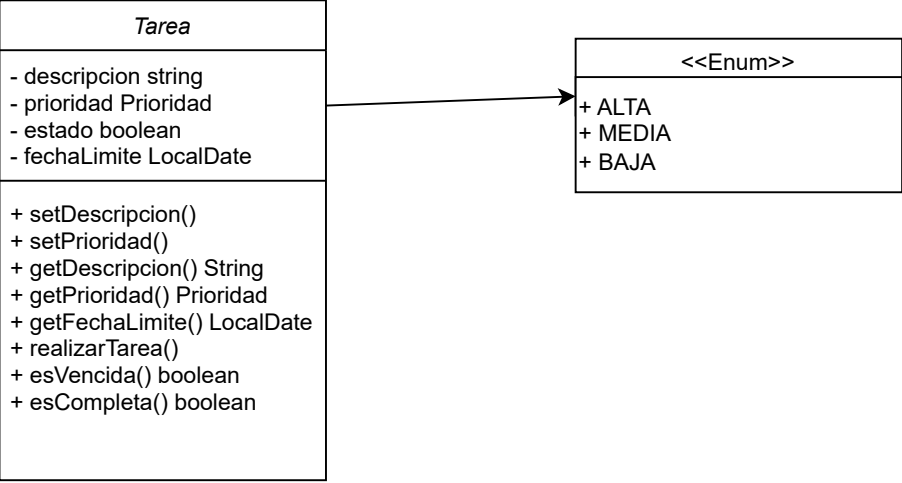 Tarea
- descripcion string
- prioridad Prioridad
- estado boolean
- fechaLimite LocalDate
+ setDescripcion()
+ setPrioridad()
+ getDescripcion() String
+ getPrioridad() Prioridad
+ getFechaLimite() LocalDate
+ realizarTarea()
+ esVencida() boolean
+ esCompleta() boolean
<<Enum>>
+ ALTA
+ MEDIA
+ BAJA